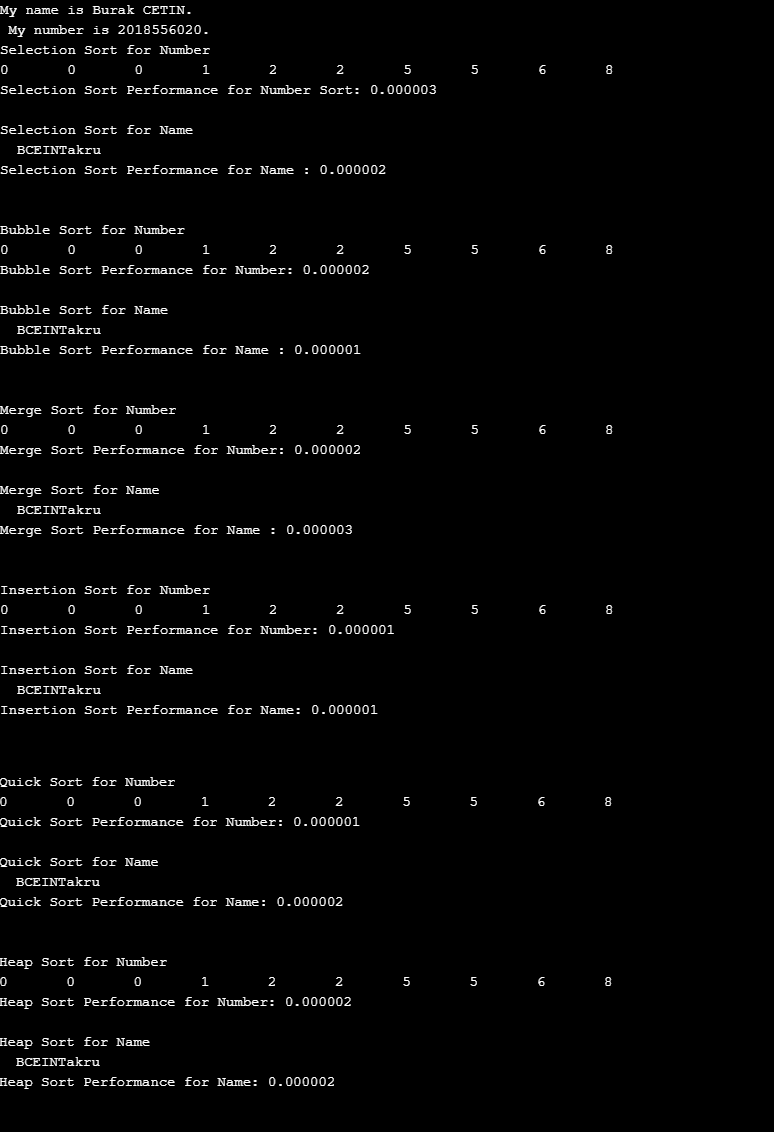 My name is Burak CETIN.
My number is 2018556020.
Selection Sort for Number
0 0 0 1 2 2 5 5 6 8
Selection Sort Performance for Number Sort: 0.000003
Selection Sort for Name
BCEINTakru
Selection Sort Performance for Name : 0.000002
Bubble Sort for Number
0 0 0 1 2 2 5 5 6 8
Bubble Sort Performance for Number: 0.000002
Bubble Sort for Name
BCEINTakru
Bubble Sort Performance for Name : 0.000001
Merge Sort for Number
0 0 0 1 2 2 5 5 6 8
Merge Sort Performance for Number: 0.000002
Merge Sort for Name
BCEINTakru
Merge Sort Performance for Name : 0.000003
Insertion Sort for Number
0 0 0 1 2 2 5 5 6 8
Insertion Sort Performance for Number: 0.000001
Insertion Sort for Name
BCEINTakru
Insertion Sort Performance for Name: 0.000001
Quick Sort for Number
0 0 0 1 2 2 5 5 6 8
Quick Sort Performance for Number: 0.000001
Quick Sort for Name
BCEINTakru
Quick Sort Performance for Name: 0.000002
Heap Sort for Number
0 0 0 1 2 2 5 5 6 8
Heap Sort Performance for Number: 0.000002
Heap Sort for Name
BCEINTakru
Heap Sort Performance for Name: 0.000002